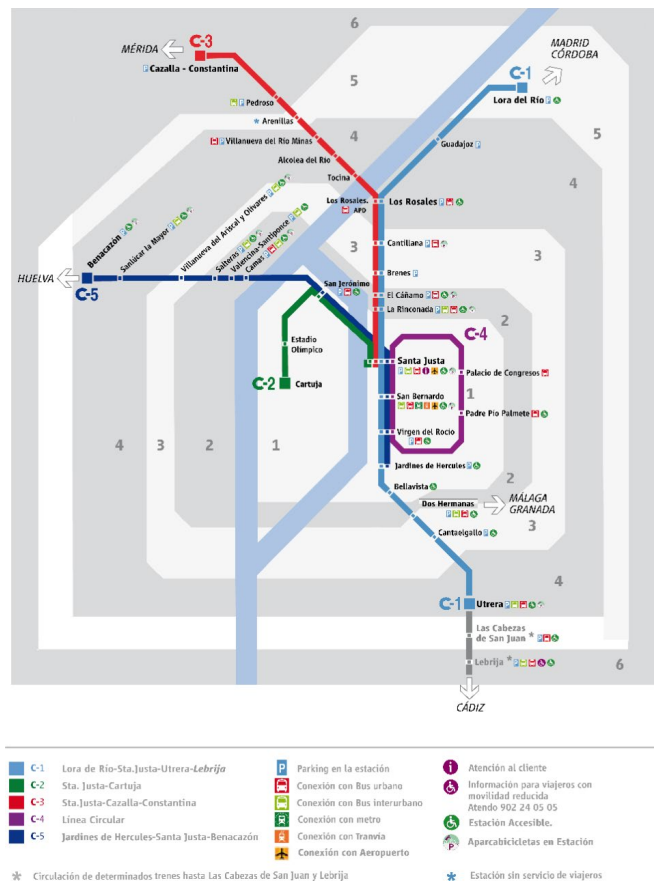 6
C-3
MÉRIDA
Cazalla - Constantina
MADRID
CÓRDOBA
C-1
Lora del Río
5
5
Pedroso
Arenillas
4
Villanueva del Río Minas
Guadajoz
Alcolea del Río
4
Tocina
Los Rosales.
APD
Los Rosales
Benacazón
Sanlúcar la Mayor
Villanueva del Ariscal y Olivares
Salteras
Valencina-Santiponce
Camas
3
Cantillana
3
HUELVA
C-5
San Jerónimo
Brenes
El Cáñamo
La Rinconada
2
Estadio
Olímpico
C-4
Santa Justa
Palacio de Congresos
C-2
Cartuja
San Bernardo
1
Padre Pío Palmete
Virgen del Rocío
4
3
2
1
Jardines de Hercules
2
Bellavista
Dos Hermanas
MÁLAGA
GRANADA
3
Cantaelgallo
4
C-1
Utrera
Las Cabezas
de San Juan *
Lebrija *
6
CÁDIZ
C-1 Lora de Río-Sta.Justa-Utrera-Lebrija
C-2 Sta. Justa-Cartuja
C-3 Sta.Justa-Cazalla-Constantina
C-4 Línea Circular
C-5 Jardines de Hercules-Santa Justa-Benacazón
P Parking en la estación
Conexión con Bus urbano
Conexión con Bus interurbano
Conexión con metro
Conexión con Tranvia
Conexión con Aeropuerto
i Atención al cliente
Información para viajeros con
movilidad reducida
Atendo 902 24 05 05
Estación Accesible.
P Aparcabicicletas en Estación
* Circulación de determinados trenes hasta Las Cabezas de San Juan y Lebrija
* Estación sin servicio de viajeros